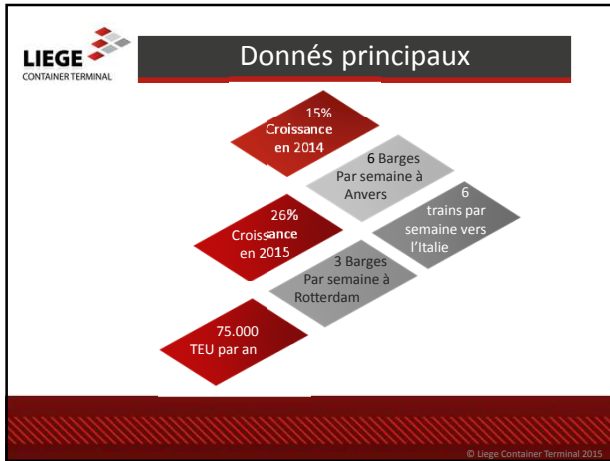 LIEGE
CONTAINER TERMINAL
Donnés principaux
15%
Croissance
en 2014
6 Barges
Par semaine à
Anvers
6
trains par
semaine vers
l'Italie
26%
Croissance
en 2015
3 Barges
Par semaine à
Rotterdam
75.000
TEU par an
© Liege Container Terminal 2015